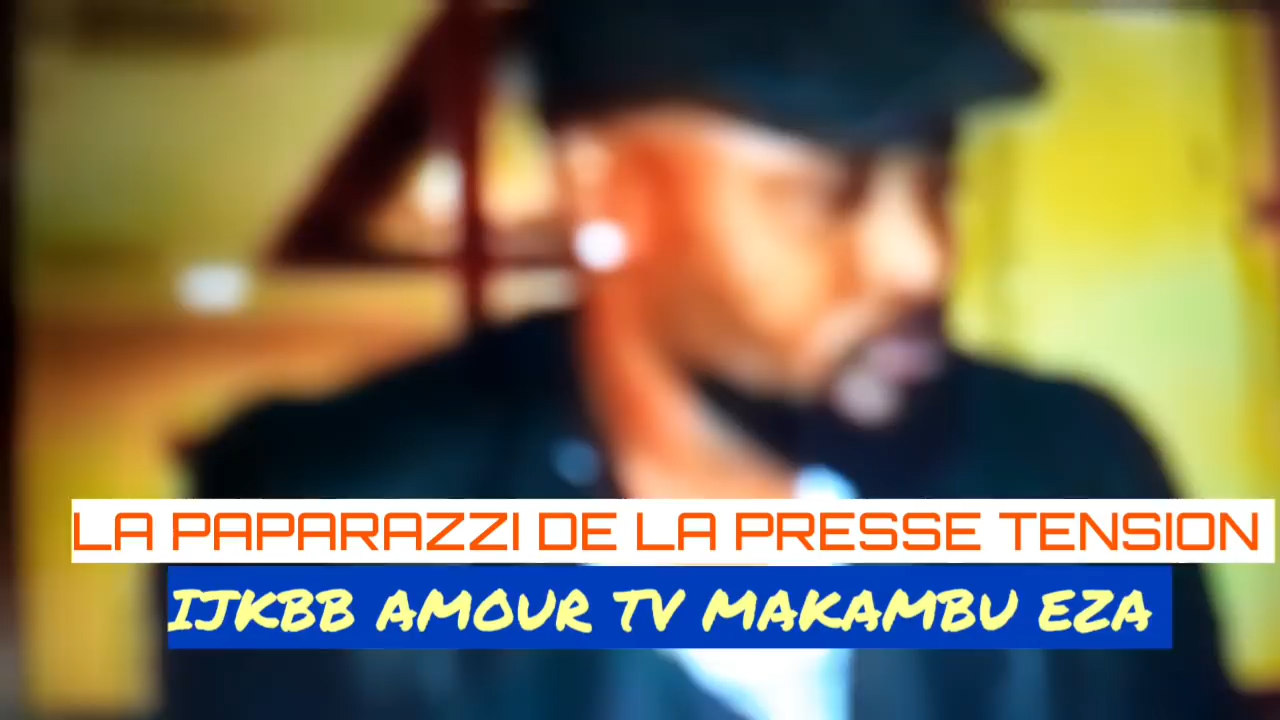 LA PAPARAZZI DE LA PRESSE TENSION
IJKBB AMOUR TV MAKAMBU EZA